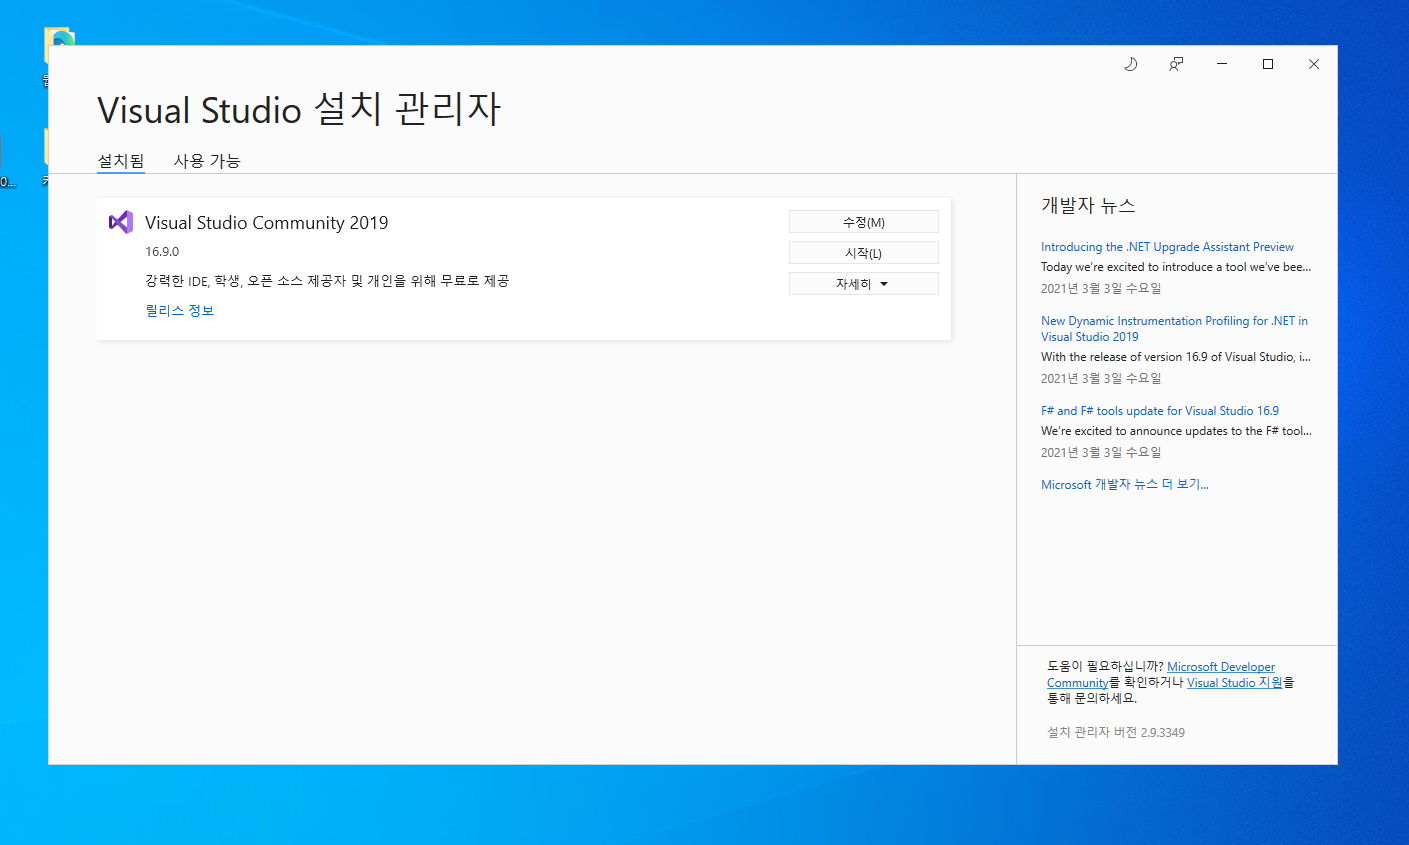 Visual Studio 설치 관리자
설치됨 사용 가능
Visual Studio Community 2019
16.9.0
강력한 IDE, 학생, 오픈 소스 제공자 및 개인을 위해 무료로 제공
릴리스 정보
수정(M)
시작(L)
자세히
개발자 뉴스
Introducing the .NET Upgrade Assistant Preview
Today we're excited to introduce a tool we've bee...
2021년 3월 3일 수요일
New Dynamic Instrumentation Profiling for .NET in
Visual Studio 2019
With the release of version 16.9 of Visual Studio, i...
2021년 3월 3일 수요일
F# and F# tools update for Visual Studio 16.9
We're excited to announce updates to the F# tool...
2021년 3월 3일 수요일
Microsoft 개발자 뉴스 더 보기...
도움이 필요하십니까? Microsoft Developer
Community를 확인하거나 Visual Studio 지원을
통해 문의하세요.
설치 관리자 버전 2.9.3349
0...